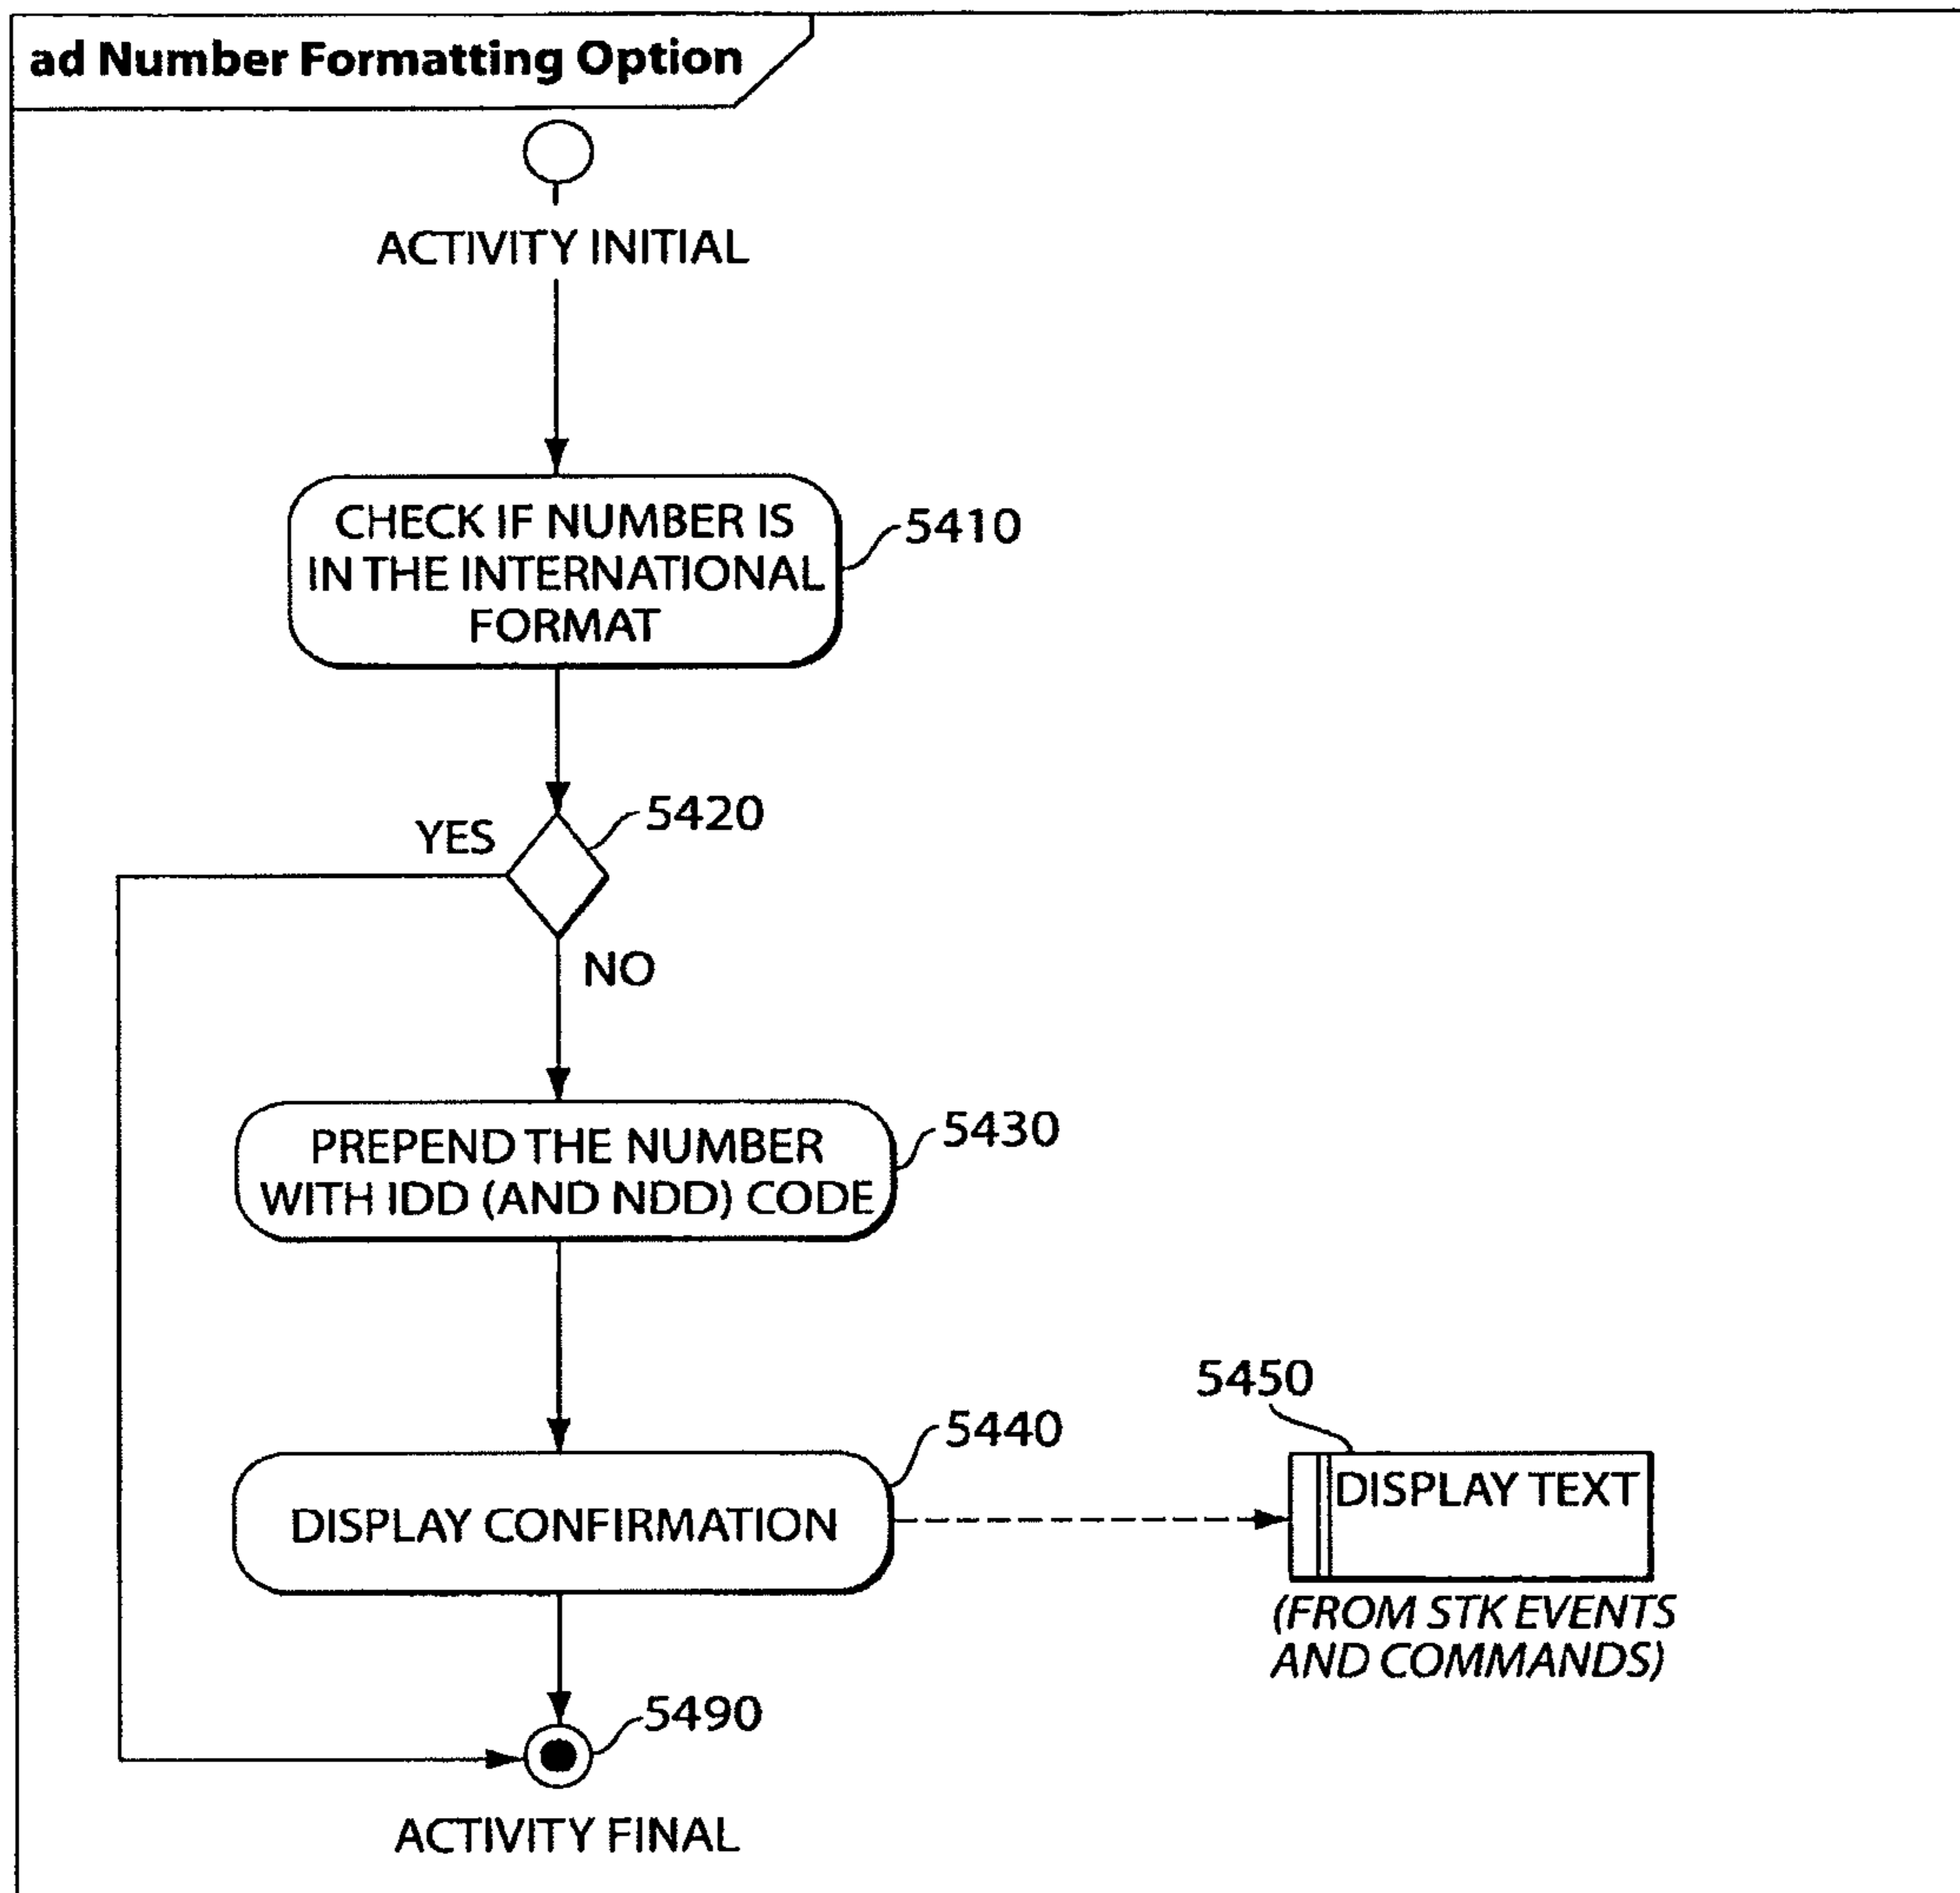 ad Number Formatting Option
ACTIVITY INITIAL
CHECK IF NUMBER IS
IN THE INTERNATIONAL
FORMAT
5410
5420
YES
NO
PREPEND THE NUMBER
WITH IDD (AND NDD) CODE
5430
5440
DISPLAY CONFIRMATION
5450
DISPLAY TEXT
(FROM STK EVENTS
AND COMMANDS)
5490
ACTIVITY FINAL